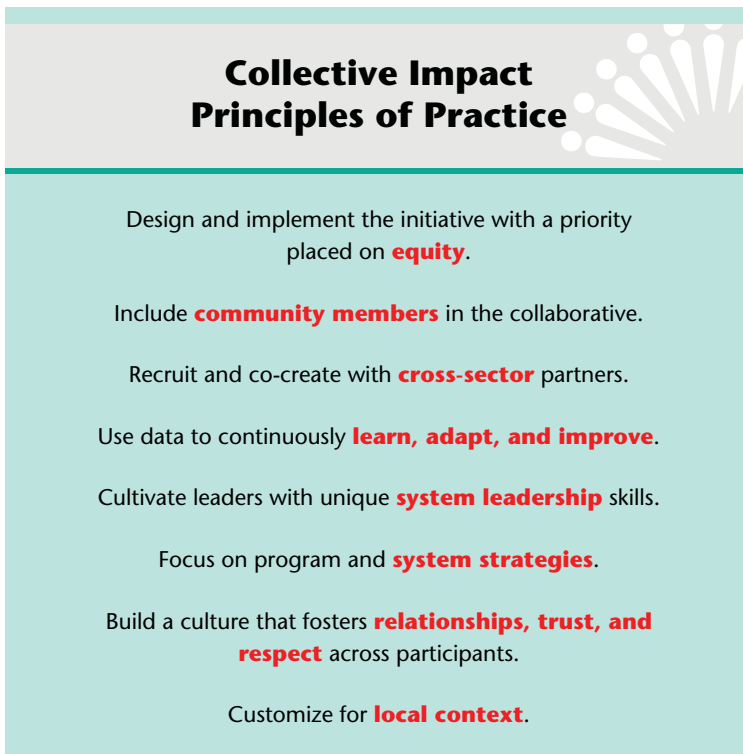 Collective Impact
Principles of Practice
Design and implement the initiative with a priority
placed on equity.
Include community members in the collaborative.
Recruit and co-create with cross-sector partners.
Use data to continuously learn, adapt, and improve.
Cultivate leaders with unique system leadership skills.
Focus on program and system strategies.
Build a culture that fosters relationships, trust, and
respect across participants.
Customize for local context.